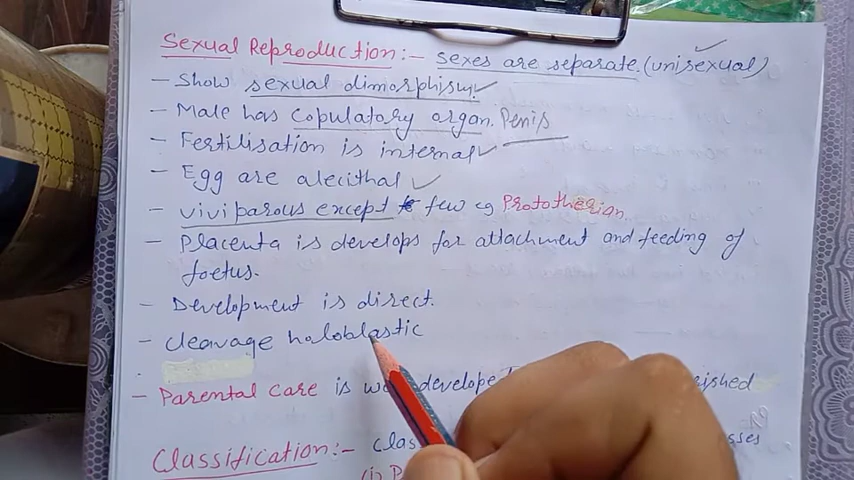 Sexual Reproduction:- Sexes are separate. (unisexual)
- Show sexual dimorphism
- Male has copulatory organ. Penis
- Fertilisation is internal
- Egg are alecithal
- viviparous except few eg Prototherian
- Placenta is develops for attachment and feeding of
foetus.
- Development is direct.
- Cleavage holoblastic
- Parental care is
Classification:-